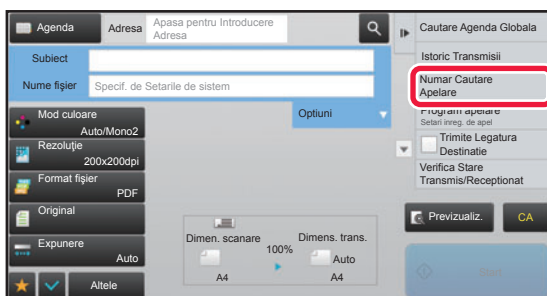 Agenda
Adresa
Apasa pentru Introducere
Adresa
Subiect
Nume fişier
Specif. de Setarile de sistem
Mod culoare
Auto/Mono2
Rezoluţie
200x200dpi
Format fişier
PDF
Original
Expunere
Auto
Altele
Optiuni
Dimen. scanare
100%
Dimens. trans.
Auto
A4
A4
Cautare Agenda Globala
Istoric Transmisii
Numar Cautare
Apelare
Program apelare
Setari inreg. de apel
Trimite Legatura
Destinatie
Verifica Stare
Transmis/Receptionat
Previzualiz.
CA
Start